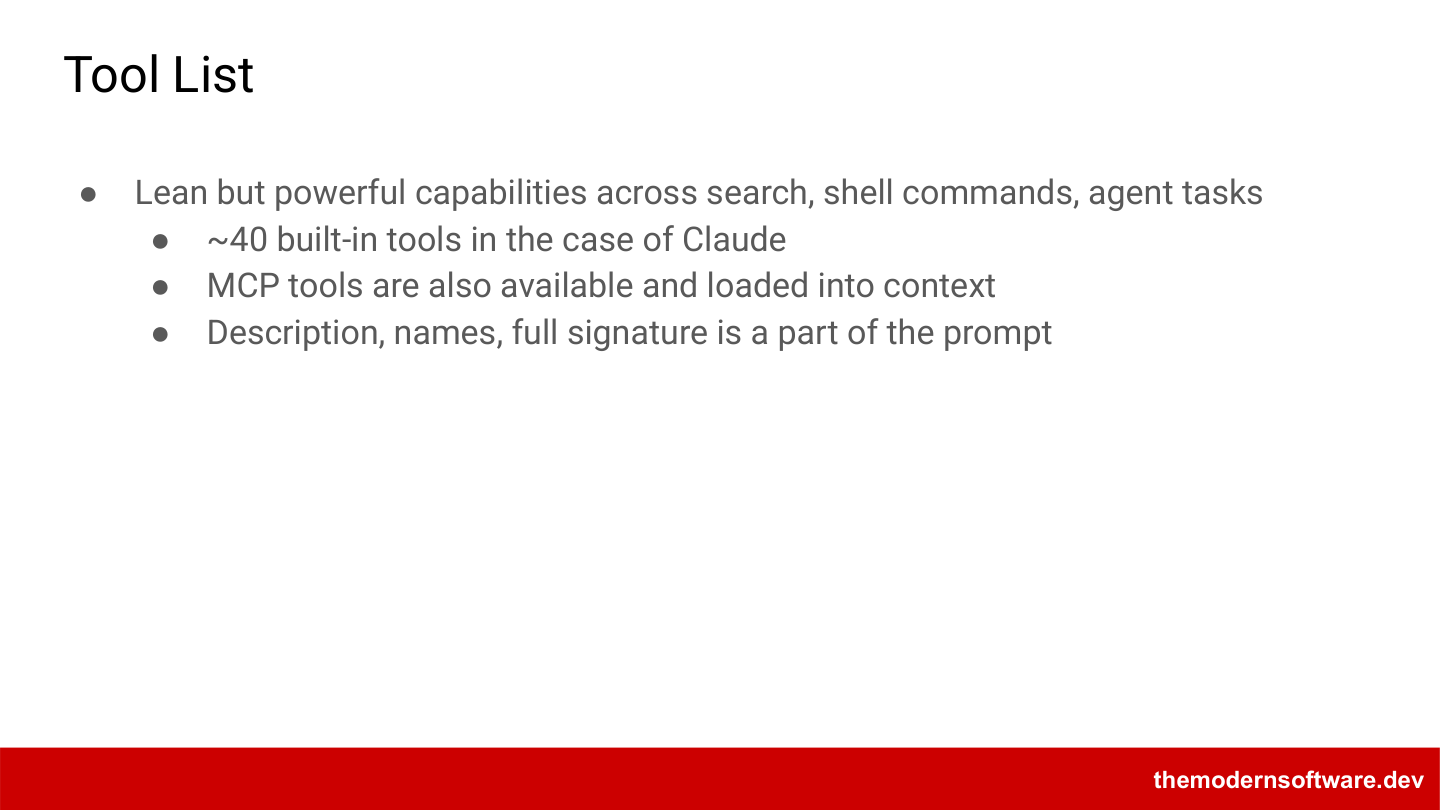 Tool List
● Lean but powerful capabilities across search, shell commands, agent tasks
● ~40 built-in tools in the case of Claude
● MCP tools are also available and loaded into context
● Description, names, full signature is a part of the prompt
themodernsoftware.dev